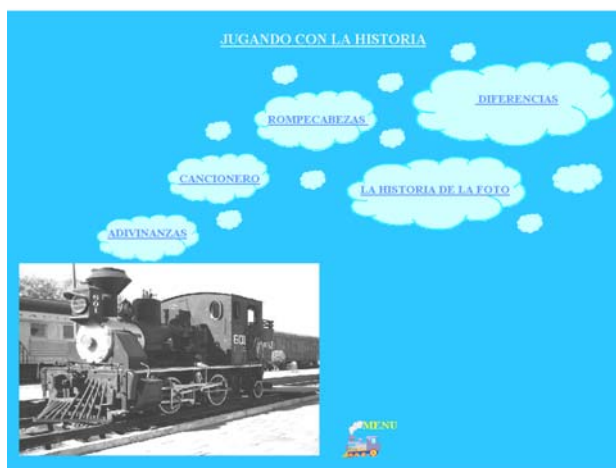 JUGANDO CON LA HISTORIA
DIFERENCIAS
ROMPECABEZAS
CANCIONERO
LA HISTORIA DE LA FOTO
ADIVINANZAS
601
MENU